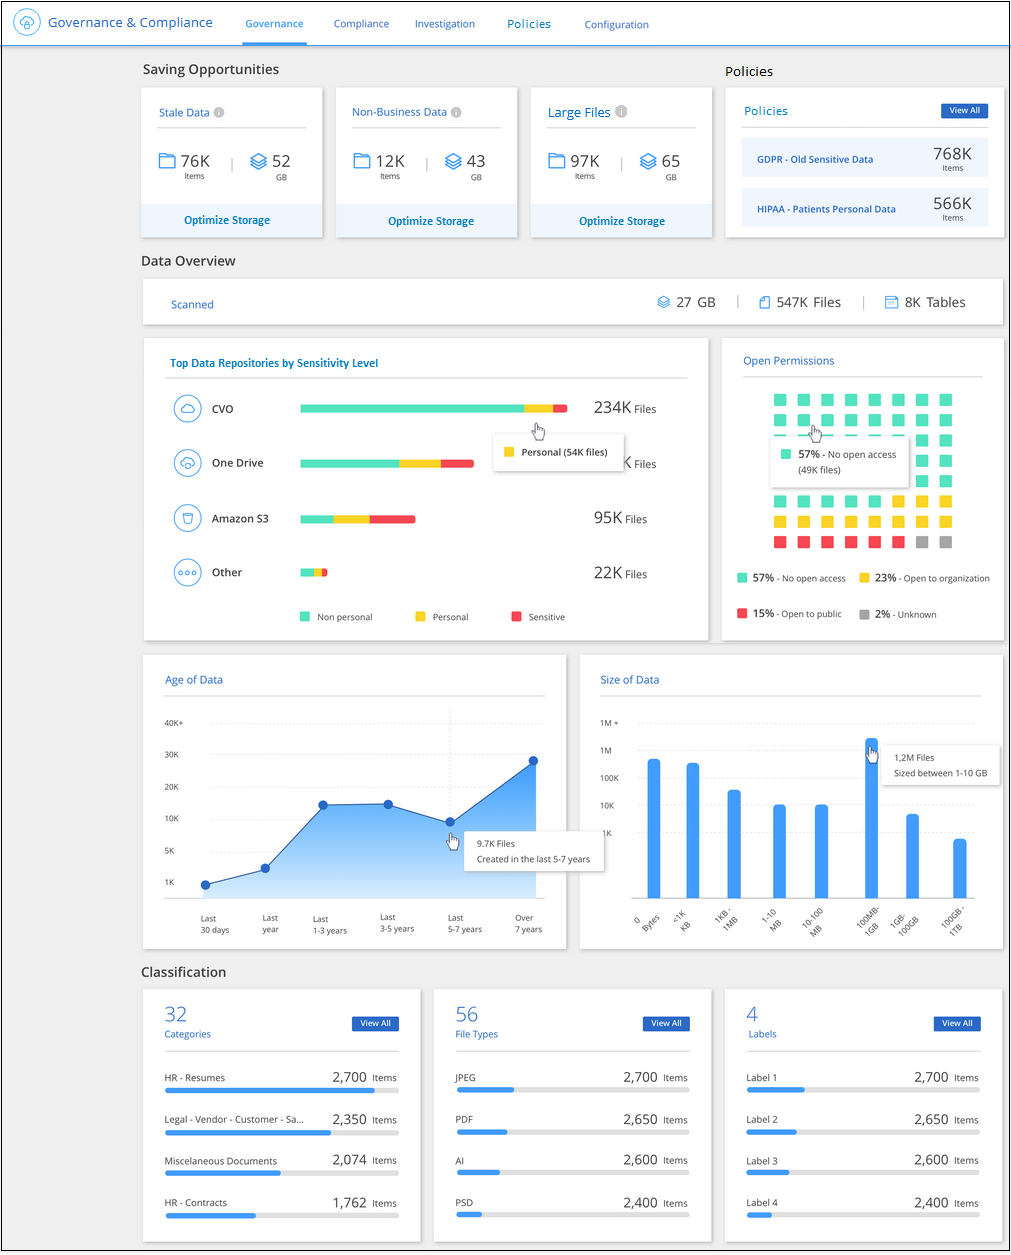 Governance & Compliance
Governance
Compliance
Investigation
Policies
Configuration
Saving Opportunities
Policies
Stale Data
76K
Items
52
GB
Optimize Storage
Non-Business Data
12K
Items
43
GB
Optimize Storage
Large Files
97K
Items
65
GB
Optimize Storage
Policies
View All
GDPR - Old Sensitive Data
768K
Items
HIPAA - Patients Personal Data
566K
Items
Data Overview
Scanned
27 GB
547K Files
8K Tables
Top Data Repositories by Sensitivity Level
CVO
234K Files
Personal (54K files)
One Drive
K Files
Amazon S3
95K Files
Other
22K Files
Non personal
Personal
Sensitive
Open Permissions
57% - No open access
(49K files)
57% - No open access
23% - Open to organization
15% - Open to public
2% - Unknown
Age of Data
40K+
30K
20K
10K
5K
1K
9.7K Files
Created in the last 5-7 years
Last
30 days
Last
year
Last
1-3 years
Last
3-5 years
Last
5-7 years
Over
7 years
Size of Data
1M +
1M
100K
10K
1K
1,2M Files
Sized between 1-10 GB
0
Bytes
<1K
KB
1KB -
1MB
1-10
MB
10-100
MB
100MB-
1GB
1GB-
100GB
100GB -
1TB
Classification
32
Categories
View All
HR - Resumes
2,700 Items
Legal - Vendor - Customer - Sa...
2,350 Items
Miscelaneous Documents
2,074 Items
HR - Contracts
1,762 Items
56
File Types
View All
JPEG
2,700 Items
PDF
2,650 Items
AI
2,600 Items
PSD
2,400 Items
4
Labels
View All
Label 1
2,700 Items
Label 2
2,650 Items
Label 3
2,600 Items
Label 4
2,400 Items